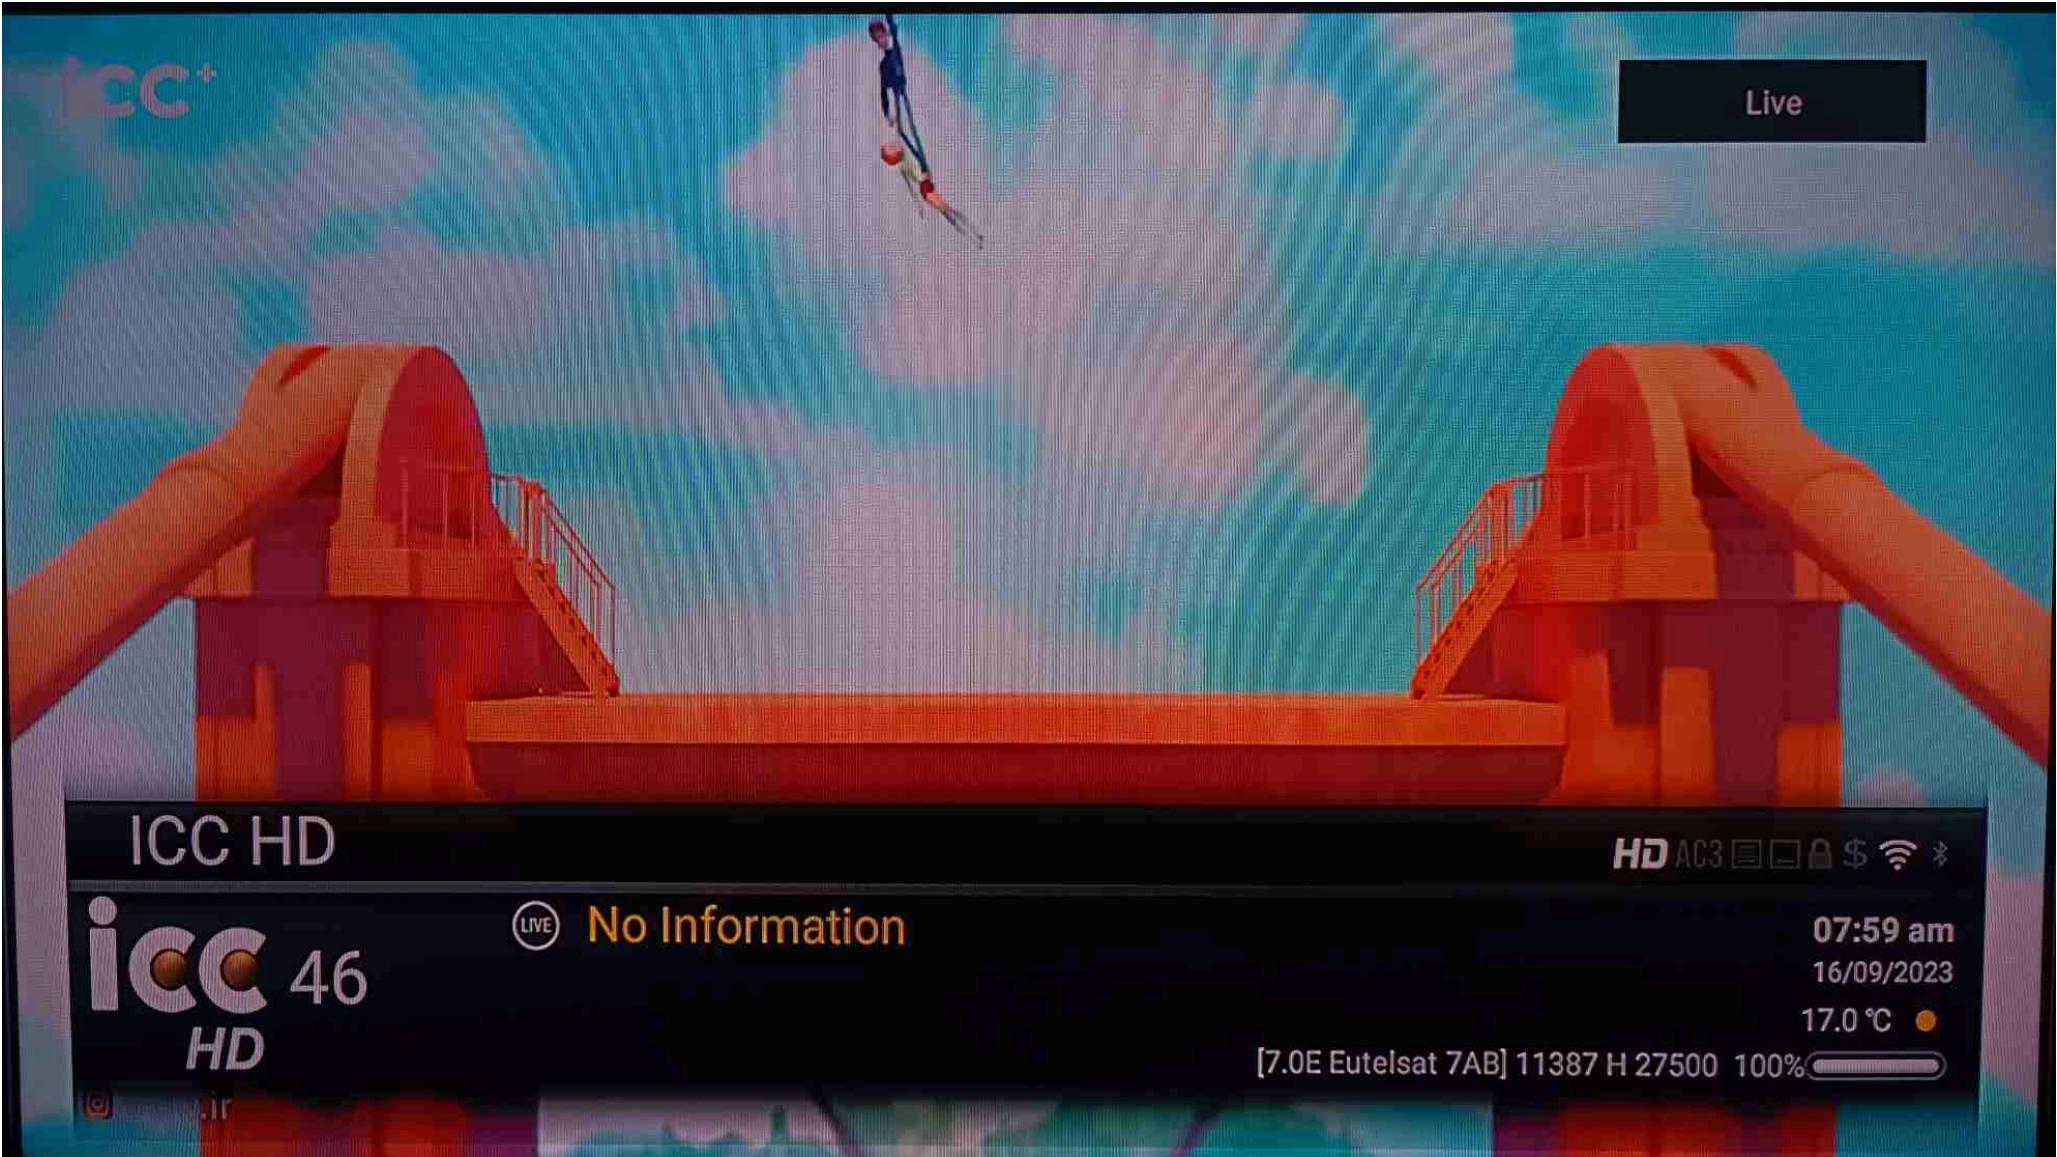 icc+
Live
ICC HD
HD AC3 $
icc HD
46
LIVE No Information
07:59 am
16/09/2023
17.0 °C
[7.0E Eutelsat 7AB] 11387 H 27500 100%
.ir